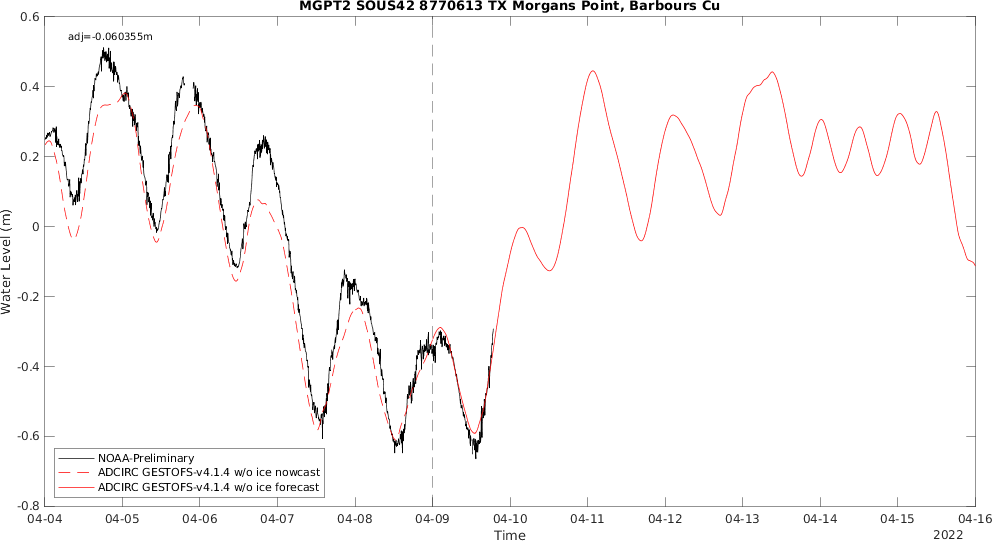 MGPT2 SOUS42 8770613 TX Morgans Point, Barbours Cu
adj=-0.060355m
0.6
0.4
0.2
0
-0.2
-0.4
-0.6
-0.8
Water Level (m)
NOAA-Preliminary
ADCIRC GESTOFS-v4.1.4 w/o ice nowcast
ADCIRC GESTOFS-v4.1.4 w/o ice forecast
04-04 04-05 04-06 04-07 04-08 04-09 04-10 04-11 04-12 04-13 04-14 04-15 04-16
Time
2022